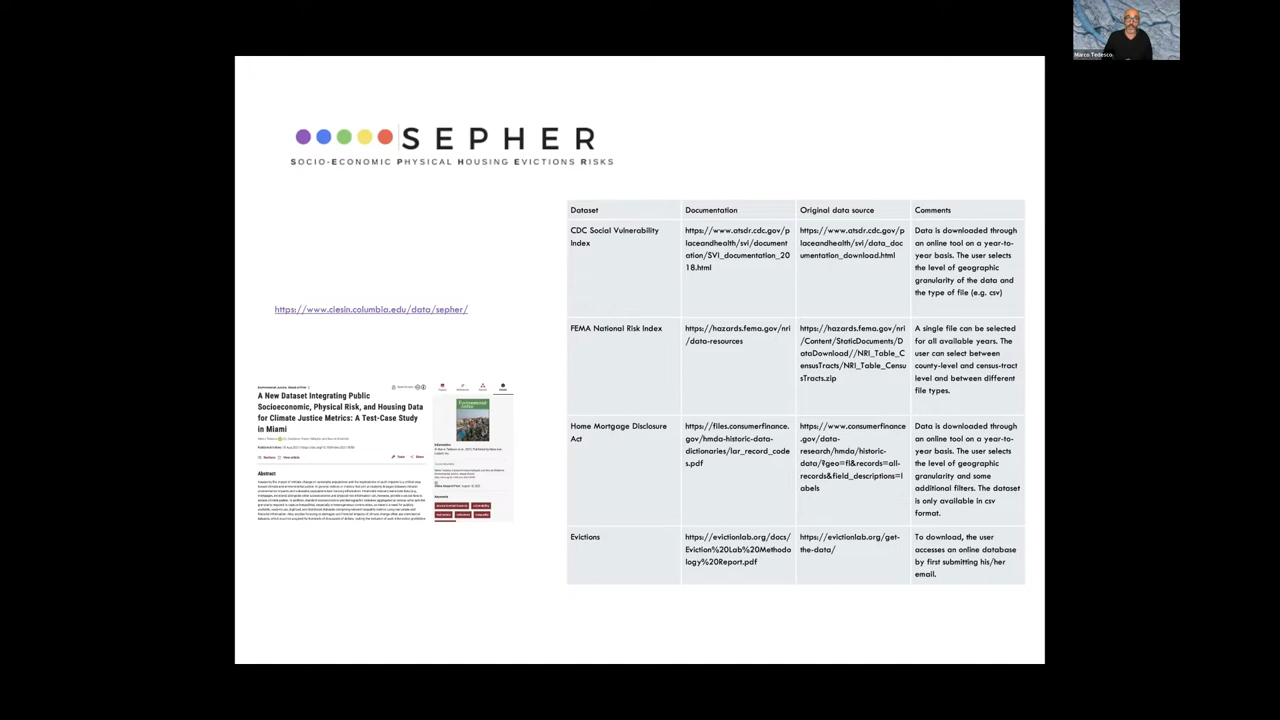 Marco Tedesco
SEPHER
SOCIO-ECONOMIC PHYSICAL HOUSING EVICTIONS RISKS
https://www.ciesin.columbia.edu/data/sepher/
A New Dataset Integrating Public
Socioeconomic, Physical Risk, and Housing Data
for Climate Justice Metrics: A Test-Case Study
in Miami
Abstract
Keywords
Dataset
Documentation
Original data source
Comments
CDC Social Vulnerability
Index
https://www.atsdr.cdc.gov/p
laceandhealth/svi/document
ation/SVI_documentation_20
18.html
https://www.atsdr.cdc.gov/p
laceandhealth/svi/data_doc
umentation_download.html
Data is downloaded through
an online tool on a year-to-
year basis. The user selects
the level of geographic
granularity of the data and
the type of file (e.g. csv)
FEMA National Risk Index
https://hazards.fema.gov/nri
/data-resources
https://hazards.fema.gov/nri
/Content/StaticDocuments/D
ataDownload//NRI_Table_C
ensusTracts/NRI_Table_Censu
sTracts.zip
A single file can be selected
for all available years. The
user can select between
county-level and census-tract
level and between different
file types.
Home Mortgage Disclosure
Act
https://files.consumerfinance.
gov/hmda-historic-data-
dictionaries/lar_record_code
s.pdf
https://www.consumerfinance
.gov/data-
research/hmda/historic-
data/?geo=fl&records=all-
records&field_descriptions=l
abels
Data is downloaded through
an online tool on a year-to-
year basis. The user selects
the level of geographic
granularity and some
additional filters. The dataset
is only available in csv
format.
Evictions
https://evictionlab.org/docs/
Eviction%20Lab%20Methodo
logy%20Report.pdf
https://evictionlab.org/get-
the-data/
To download, the user
accesses an online database
by first submitting his/her
email.